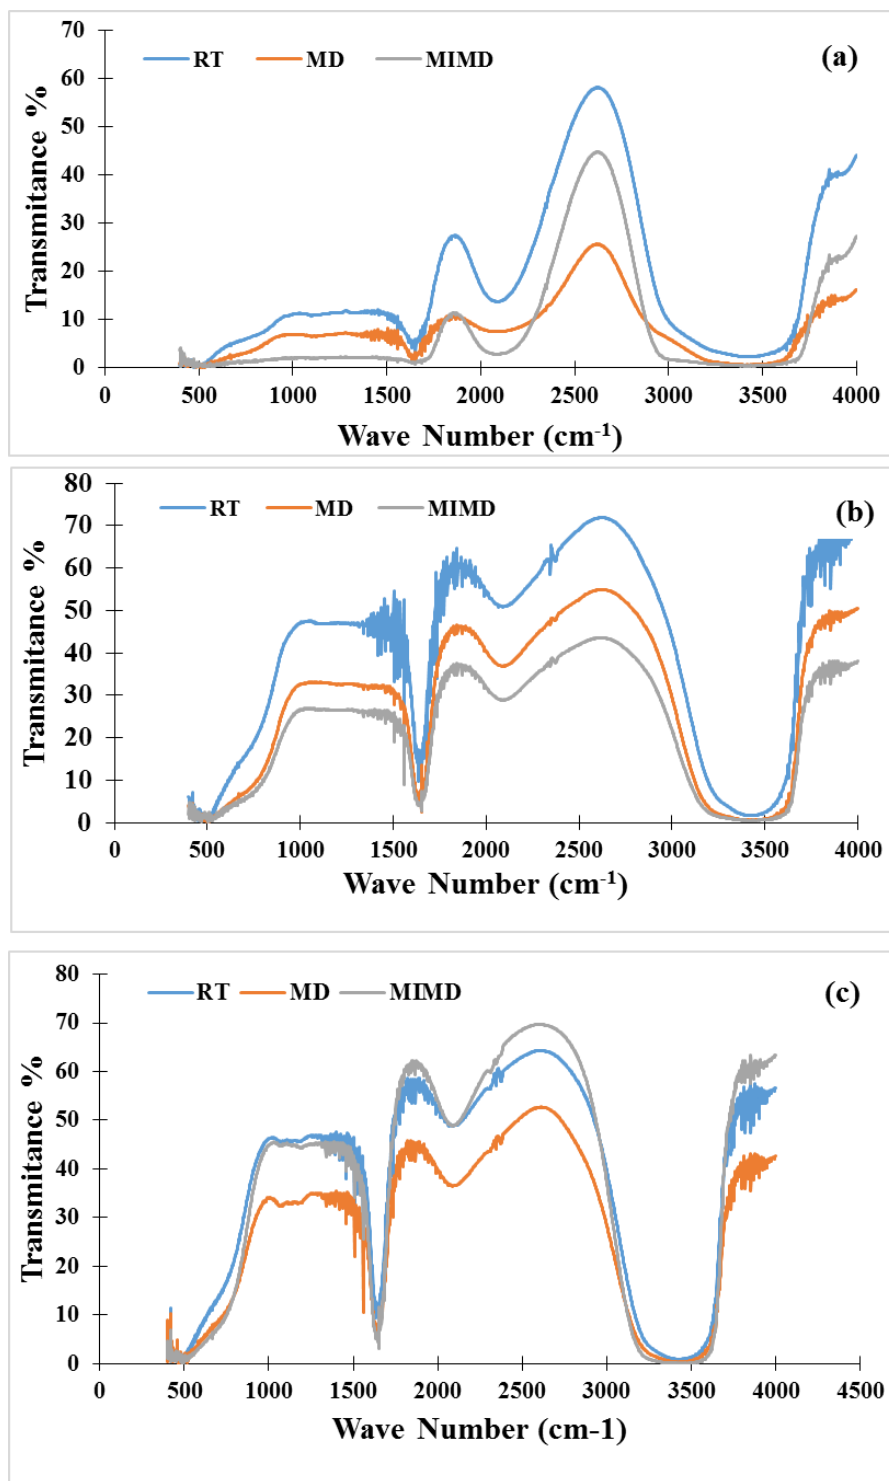 70
RT MD MIMD (a)
60
50
40
30
20
10
0
Transmitance %
0 500 1000 1500 2000 2500 3000 3500 4000
Wave Number (cm⁻¹)
80
RT MD MIMD (b)
70
60
50
40
30
20
10
0
Transmitance %
0 500 1000 1500 2000 2500 3000 3500 4000
Wave Number (cm⁻¹)
80
RT MD MIMD (c)
70
60
50
40
30
20
10
0
Transmitance %
0 500 1000 1500 2000 2500 3000 3500 4000 4500
Wave Number (cm-1)